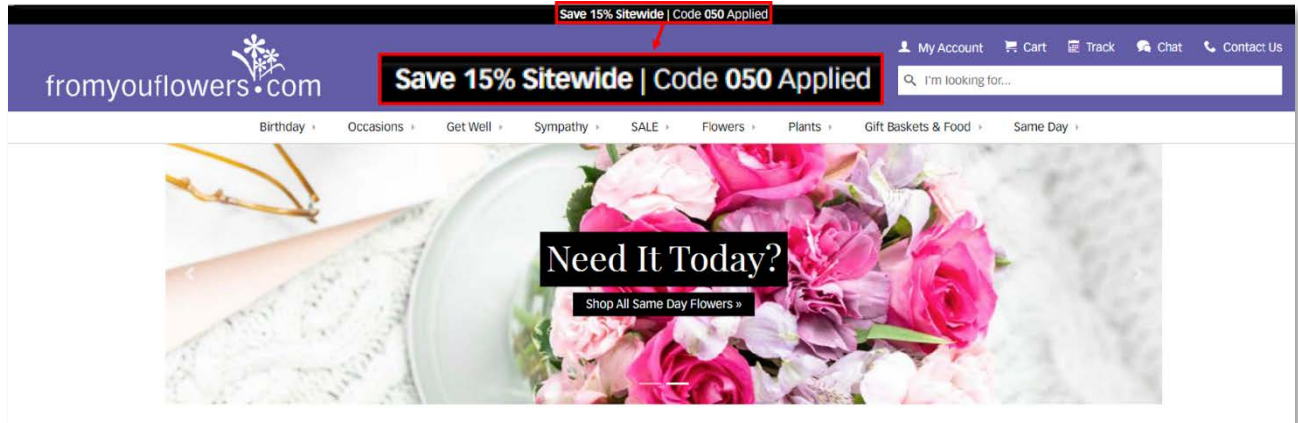 Save 15% Sitewide | Code 050 Applied
My Account Cart Track Chat Contact Us
fromyouflowers.com
Save 15% Sitewide | Code 050 Applied
I'm looking for...
Birthday Occasions Get Well Sympathy SALE Flowers Plants Gift Baskets & Food Same Day
Need It Today?
Shop All Same Day Flowers »